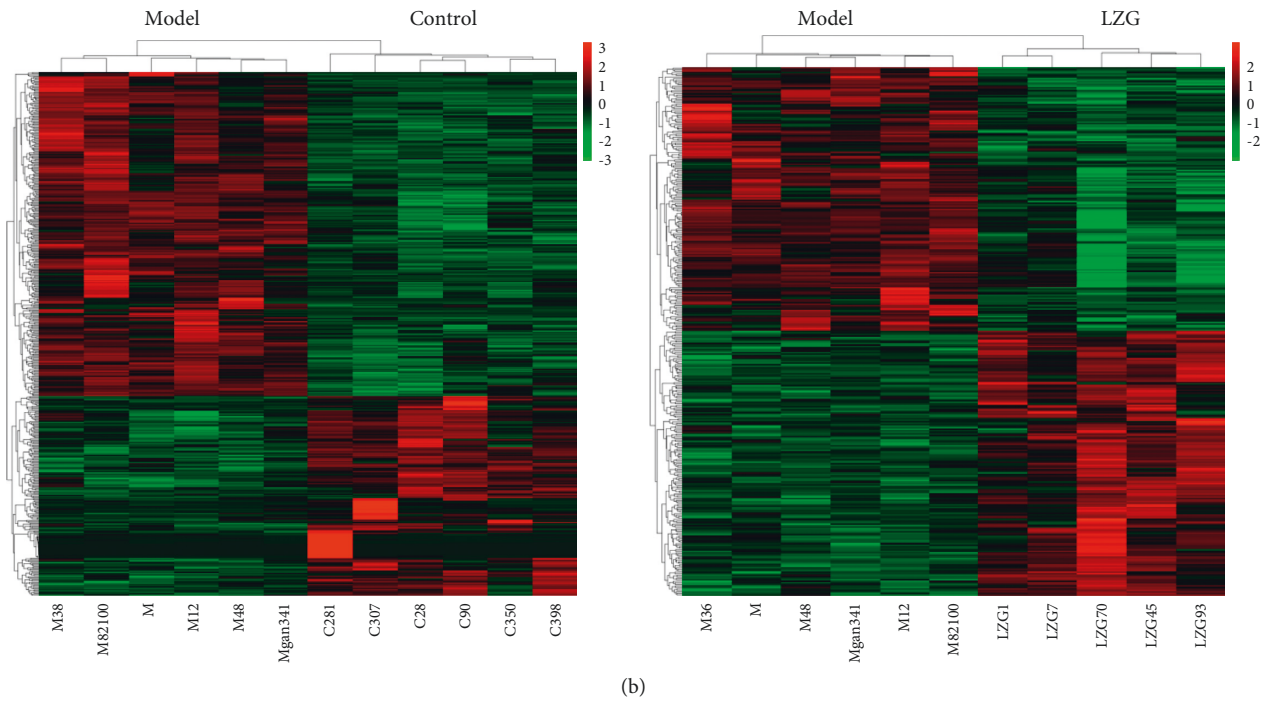 Model Control
3
2
1
0
-1
-2
-3
M38 M82100 M M12 M48 Mgan341 C281 C307 C28 C90 C350 C398
Model LZG
2
1
0
-1
-2
M36 M M48 Mgan341 M12 M82100 LZG1 LZG7 LZG70 LZG45 LZG93
(b)